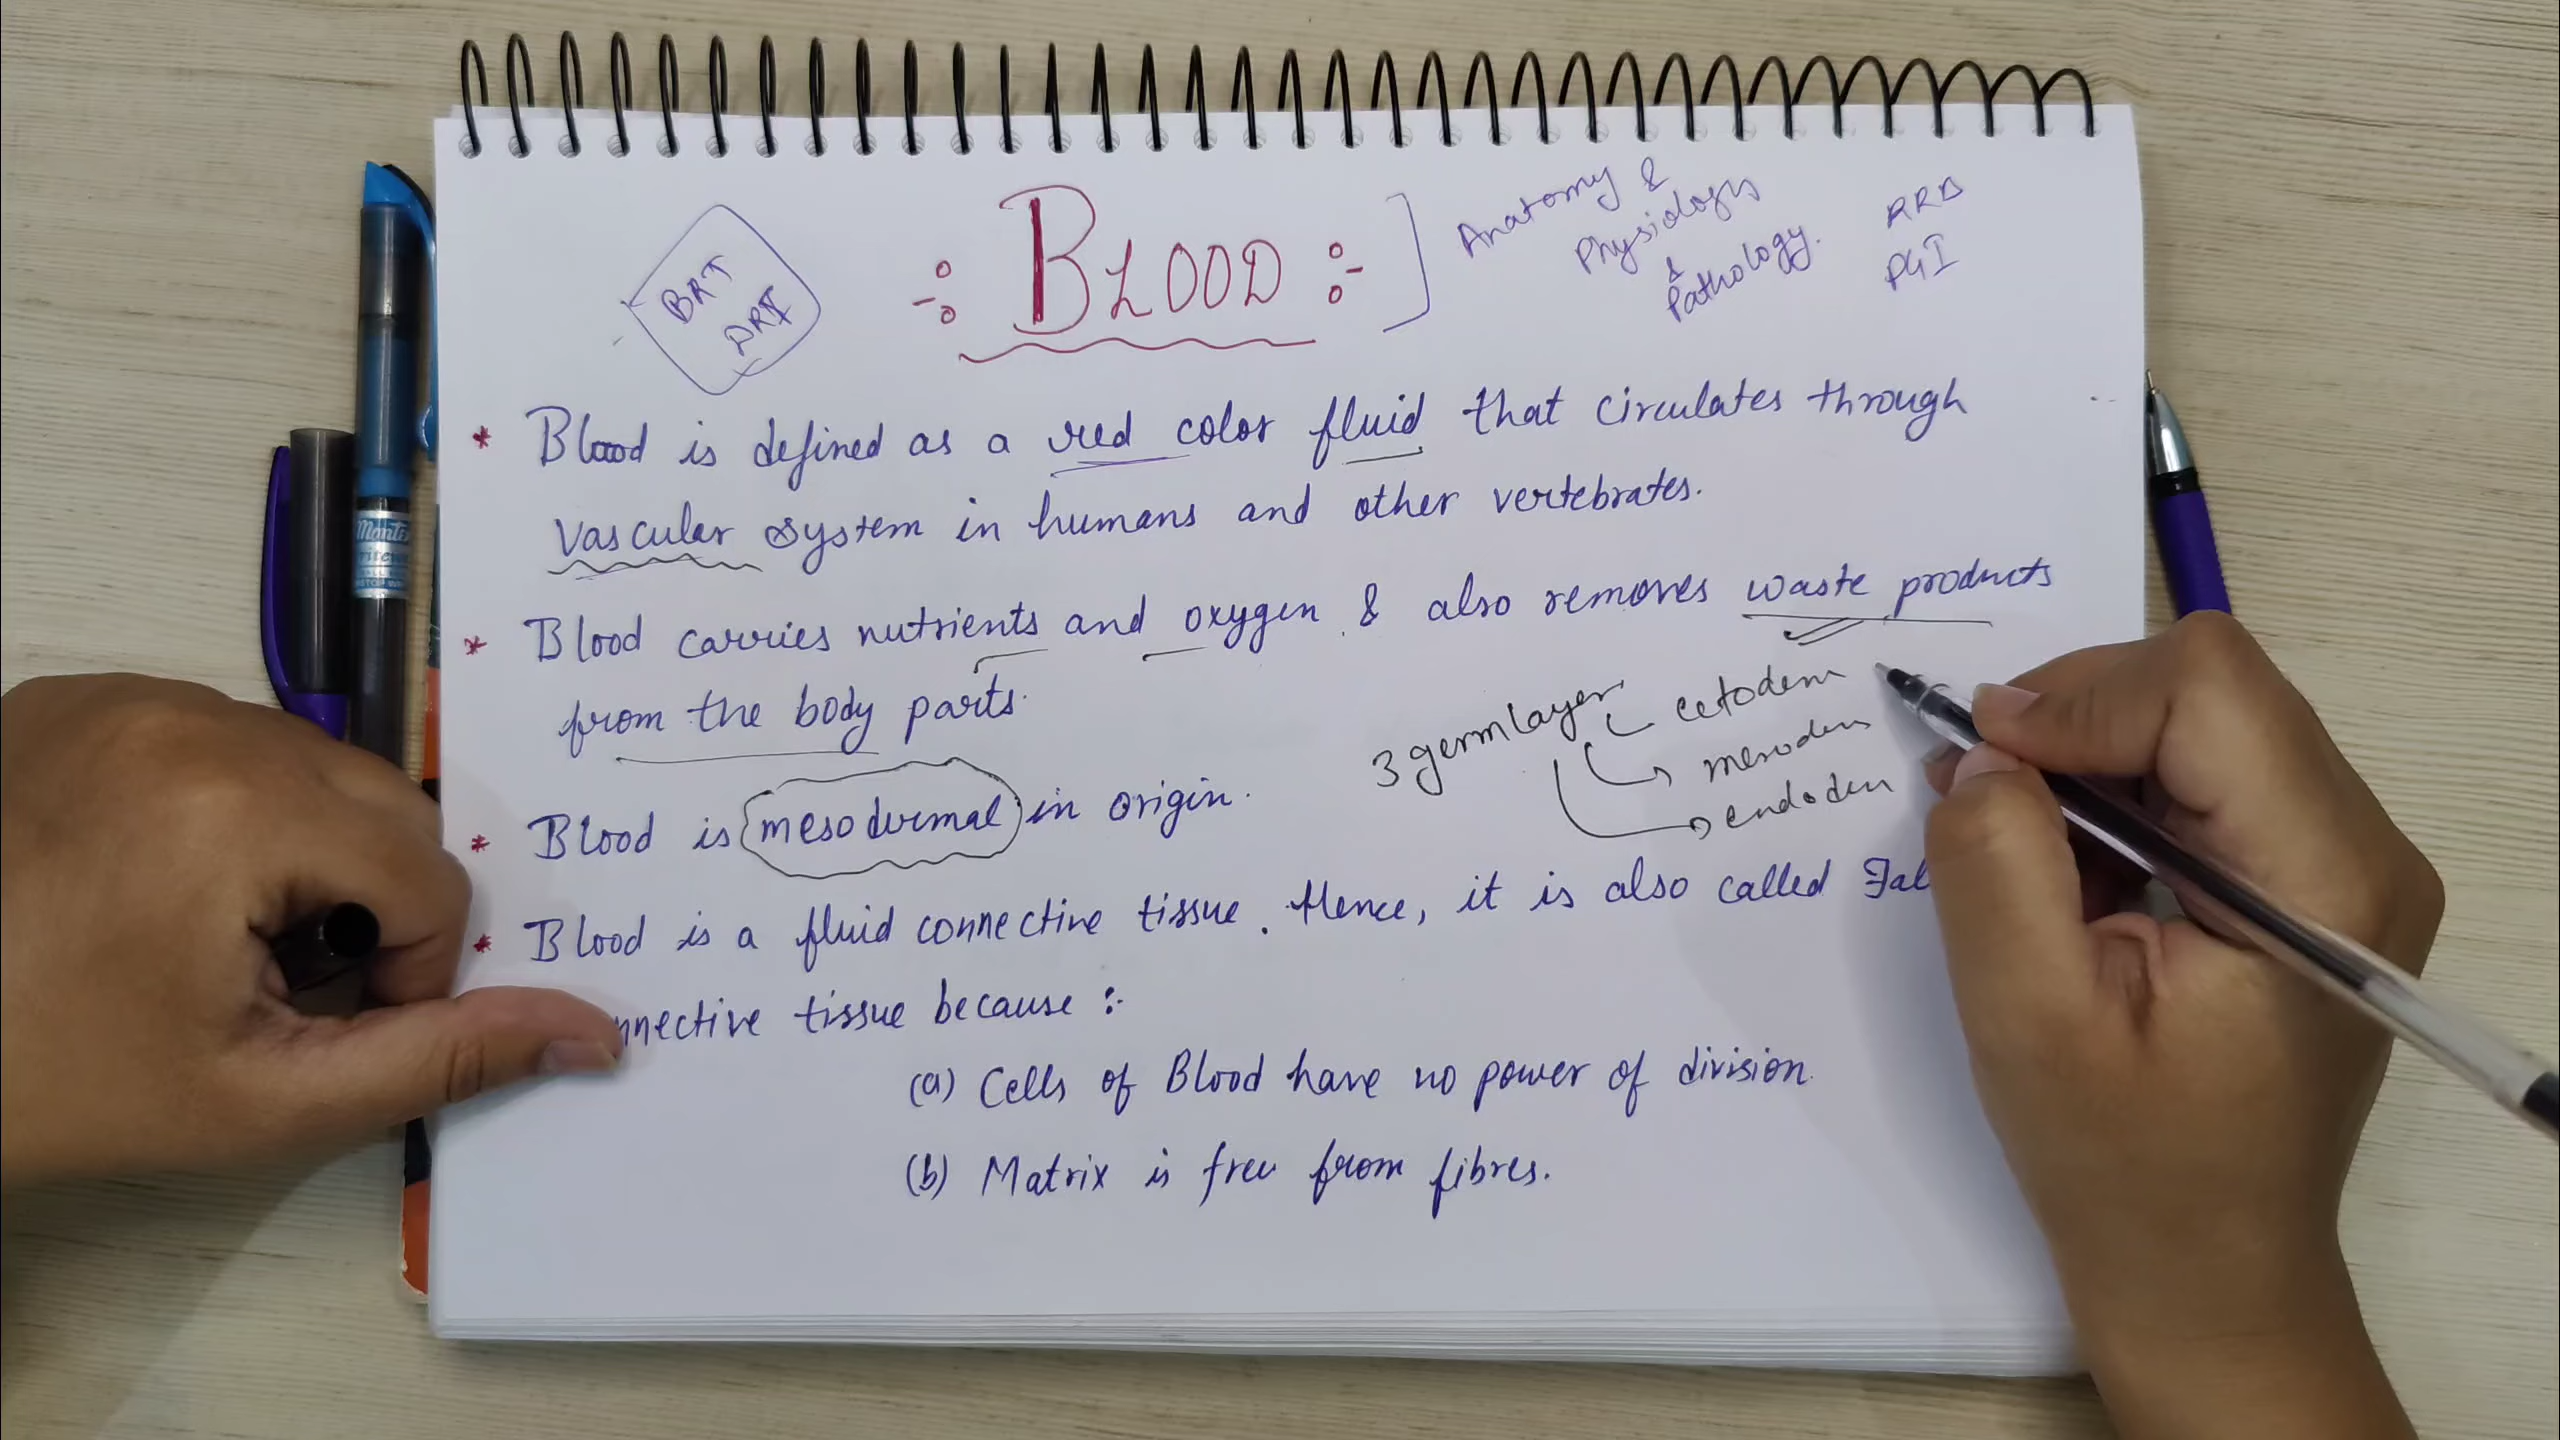 BRT
DRI
-: BLOOD :-
Anatomy &
Physiology
&
Pathology.
RRB
PGI
* Blood is defined as a red color fluid that circulates through
vascular system in humans and other vertebrates.
* Blood carries nutrients and oxygen & also removes waste products
from the body parts.
3 germ layer
ectoderm
mesoderm
endoderm
* Blood is mesodermal in origin.
* Blood is a fluid connective tissue. Hence, it is also called
nnective tissue because :-
(a) Cells of Blood have no power of division.
(b) Matrix is free from fibres.